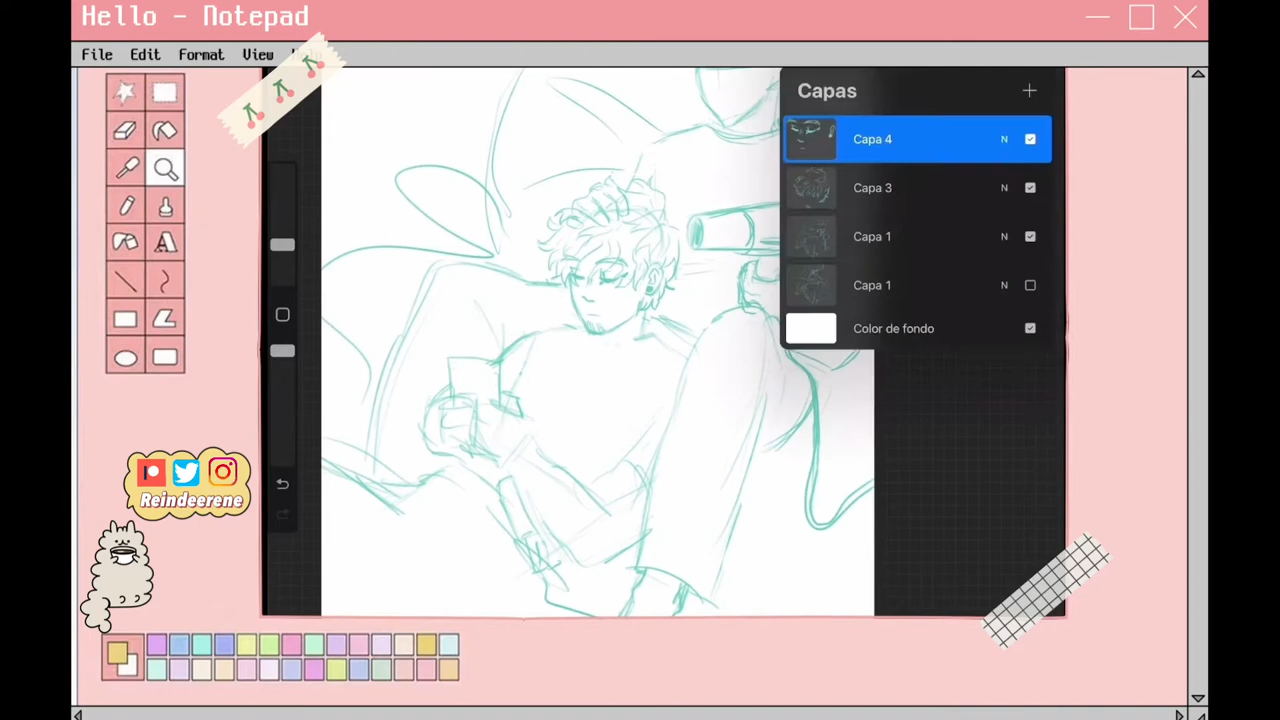 Hello - Notepad
File Edit Format View
Capas
Capa 4 N
Capa 3 N
Capa 1 N
Capa 1 N
Color de fondo
Reindeerene